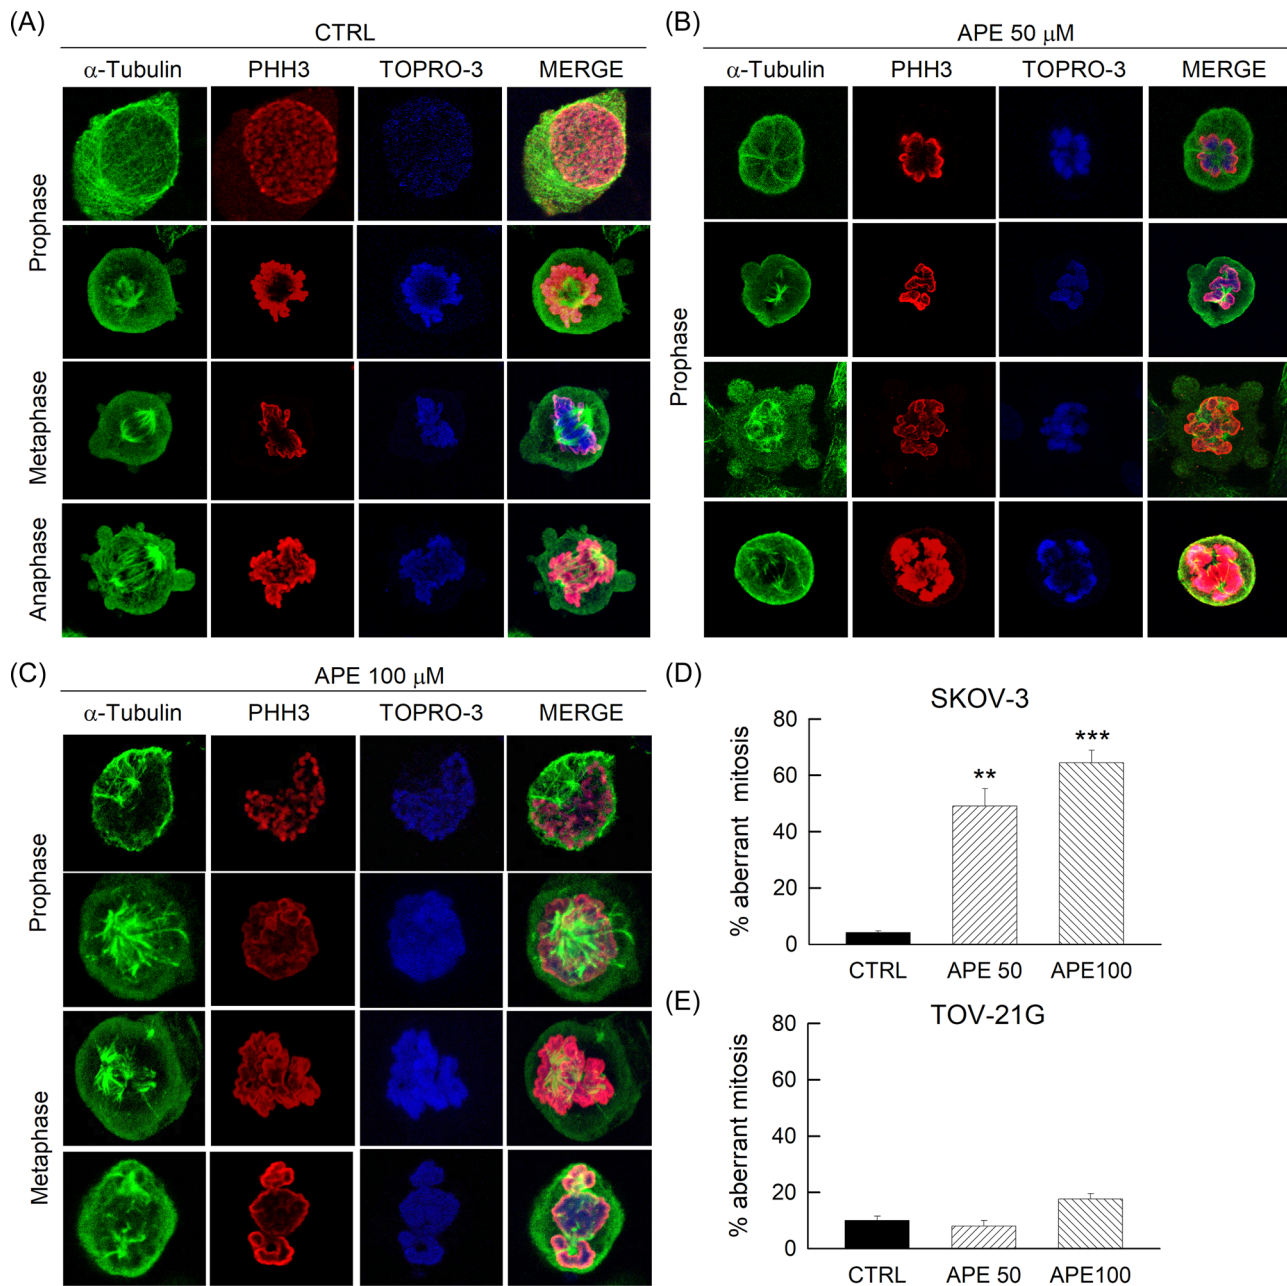 (A)
CTRL
α-Tubulin PHH3 TOPRO-3 MERGE
Prophase
Metaphase
Anaphase
(B)
APE 50 μM
α-Tubulin PHH3 TOPRO-3 MERGE
Prophase
(C)
APE 100 μM
α-Tubulin PHH3 TOPRO-3 MERGE
Prophase
Metaphase
(D)
SKOV-3
% aberrant mitosis
80
60
40
20
0
**
***
CTRL APE 50 APE100
(E)
TOV-21G
% aberrant mitosis
80
60
40
20
0
CTRL APE 50 APE100